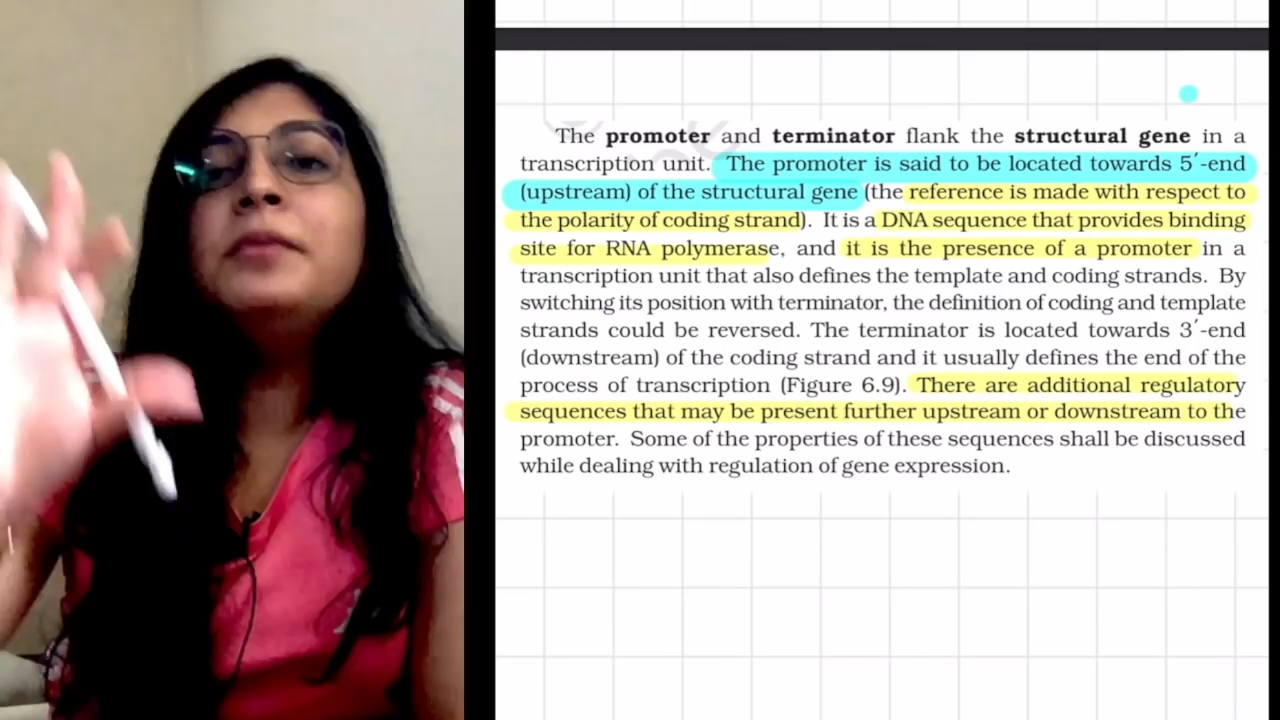 The promoter and terminator flank the structural gene in a
transcription unit. The promoter is said to be located towards 5′-end
(upstream) of the structural gene (the reference is made with respect to
the polarity of coding strand). It is a DNA sequence that provides binding
site for RNA polymerase, and it is the presence of a promoter in a
transcription unit that also defines the template and coding strands. By
switching its position with terminator, the definition of coding and template
strands could be reversed. The terminator is located towards 3′-end
(downstream) of the coding strand and it usually defines the end of the
process of transcription (Figure 6.9). There are additional regulatory
sequences that may be present further upstream or downstream to the
promoter. Some of the properties of these sequences shall be discussed
while dealing with regulation of gene expression.